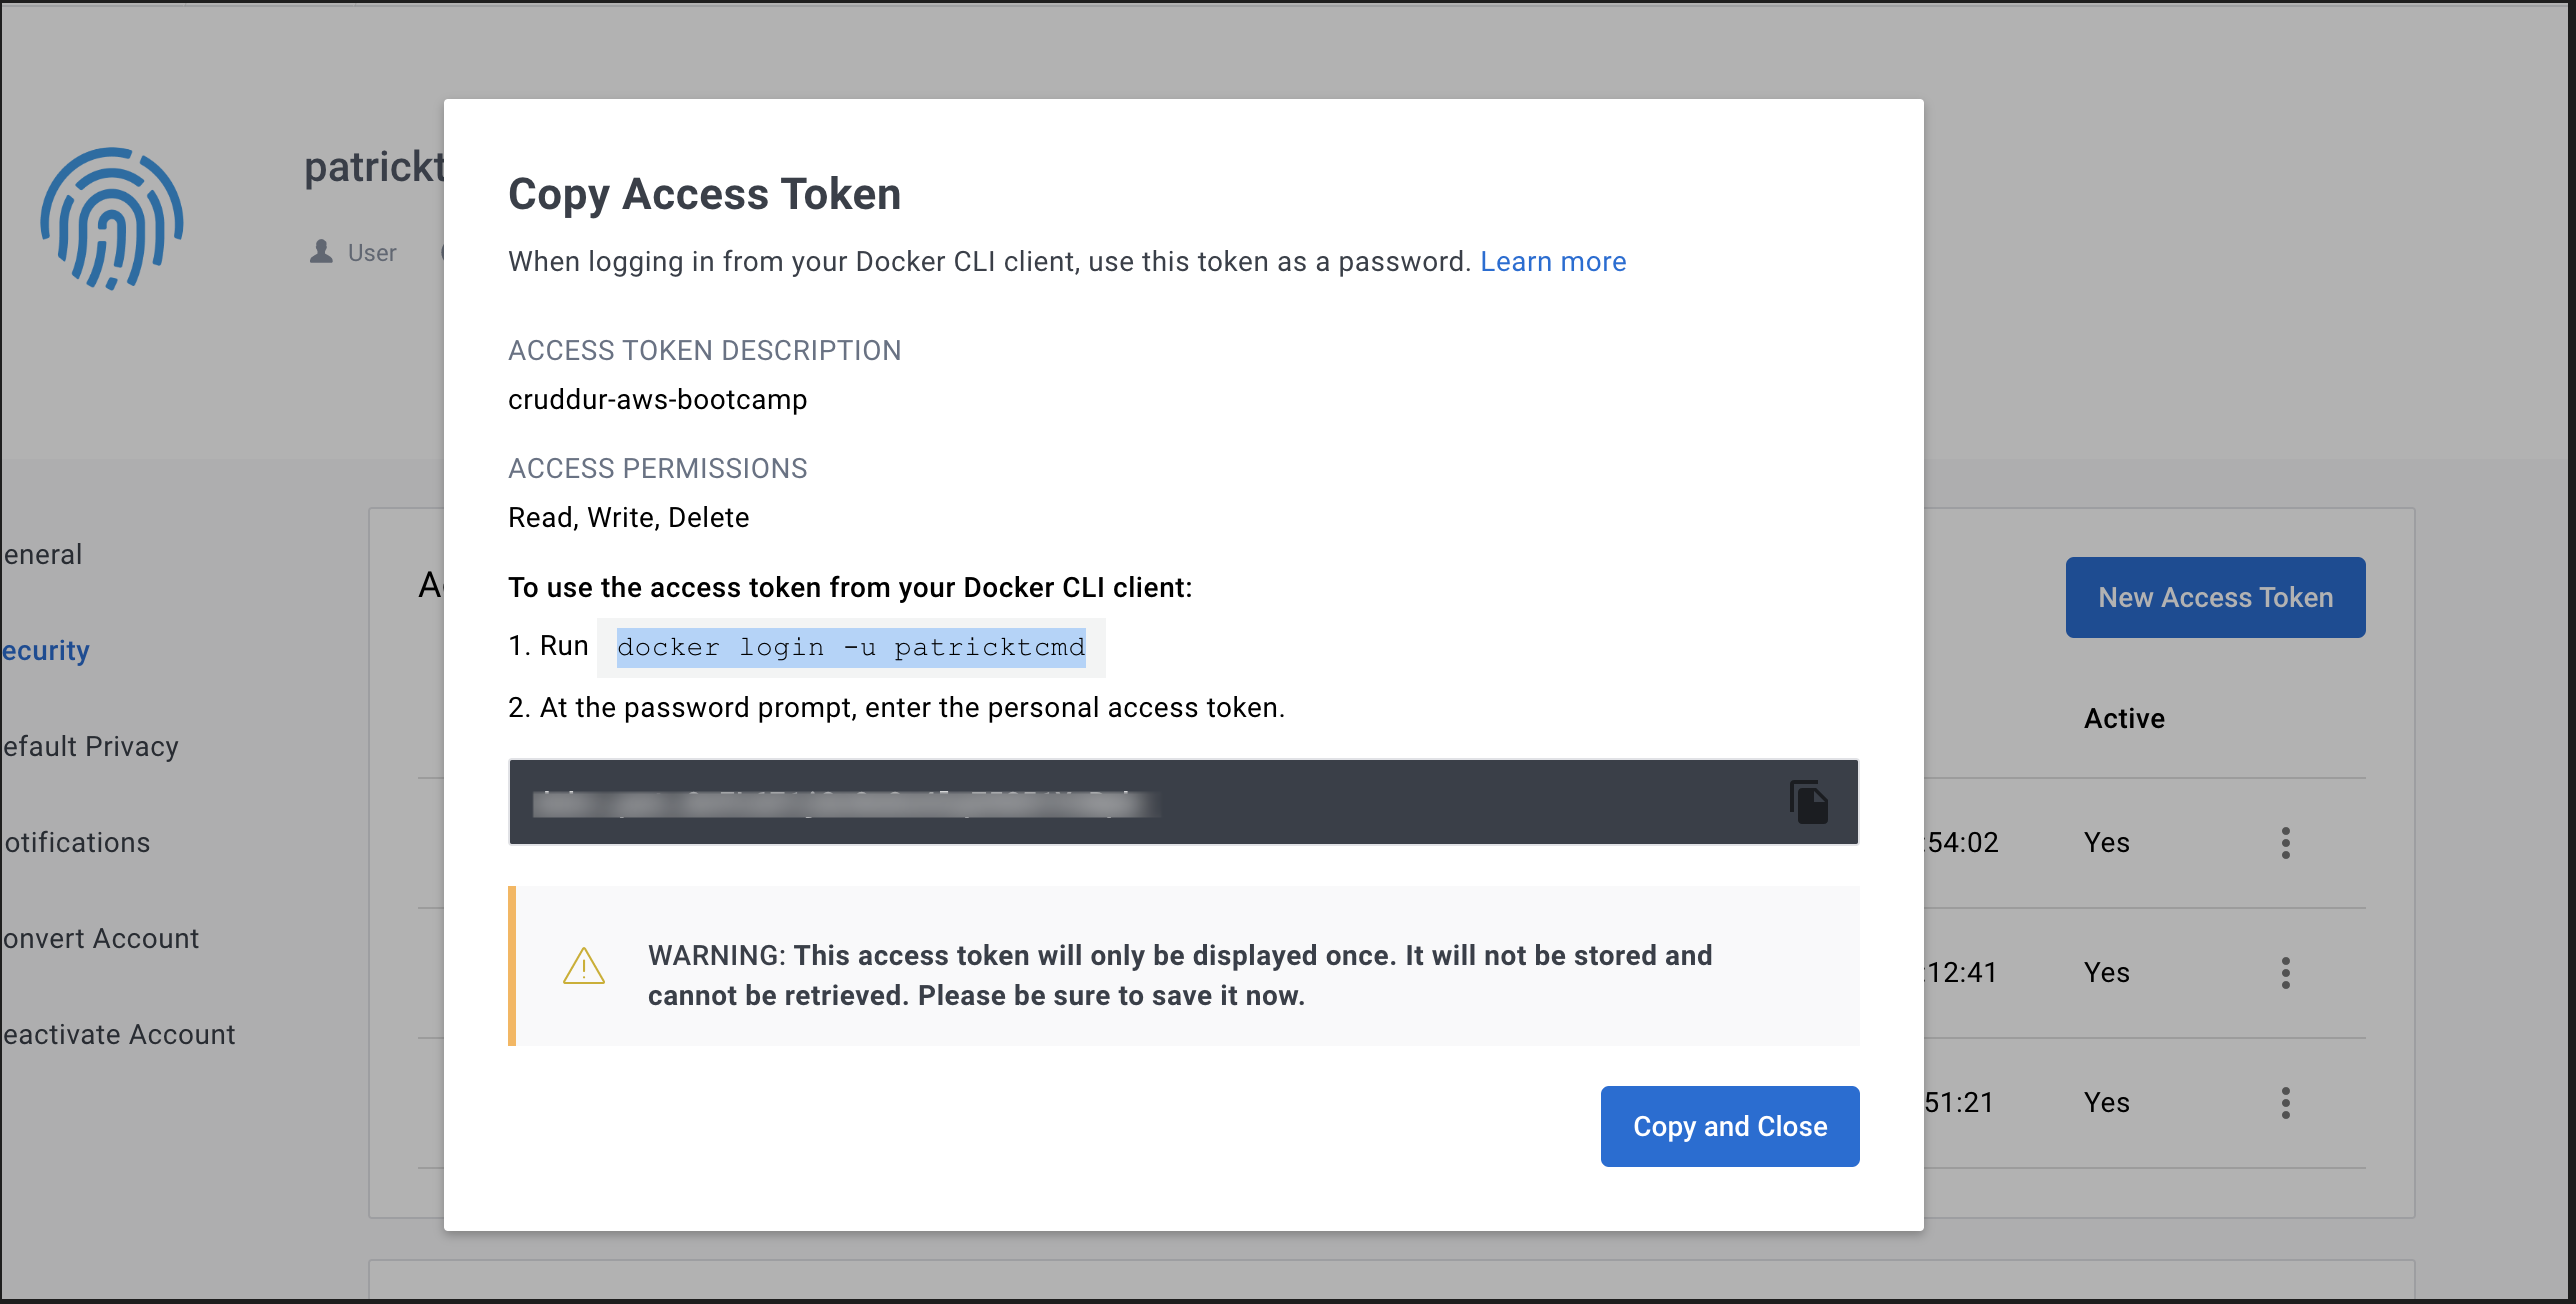 patrickt
User
Copy Access Token
When logging in from your Docker CLI client, use this token as a password. Learn more
ACCESS TOKEN DESCRIPTION
cruddur-aws-bootcamp
ACCESS PERMISSIONS
Read, Write, Delete
To use the access token from your Docker CLI client:
1. Run docker login -u patricktcmd
2. At the password prompt, enter the personal access token.
WARNING: This access token will only be displayed once. It will not be stored and
cannot be retrieved. Please be sure to save it now.
Copy and Close
eneral
ecurity
efault Privacy
otifications
onvert Account
eactivate Account
New Access Token
Active
:54:02 Yes
:12:41 Yes
51:21 Yes